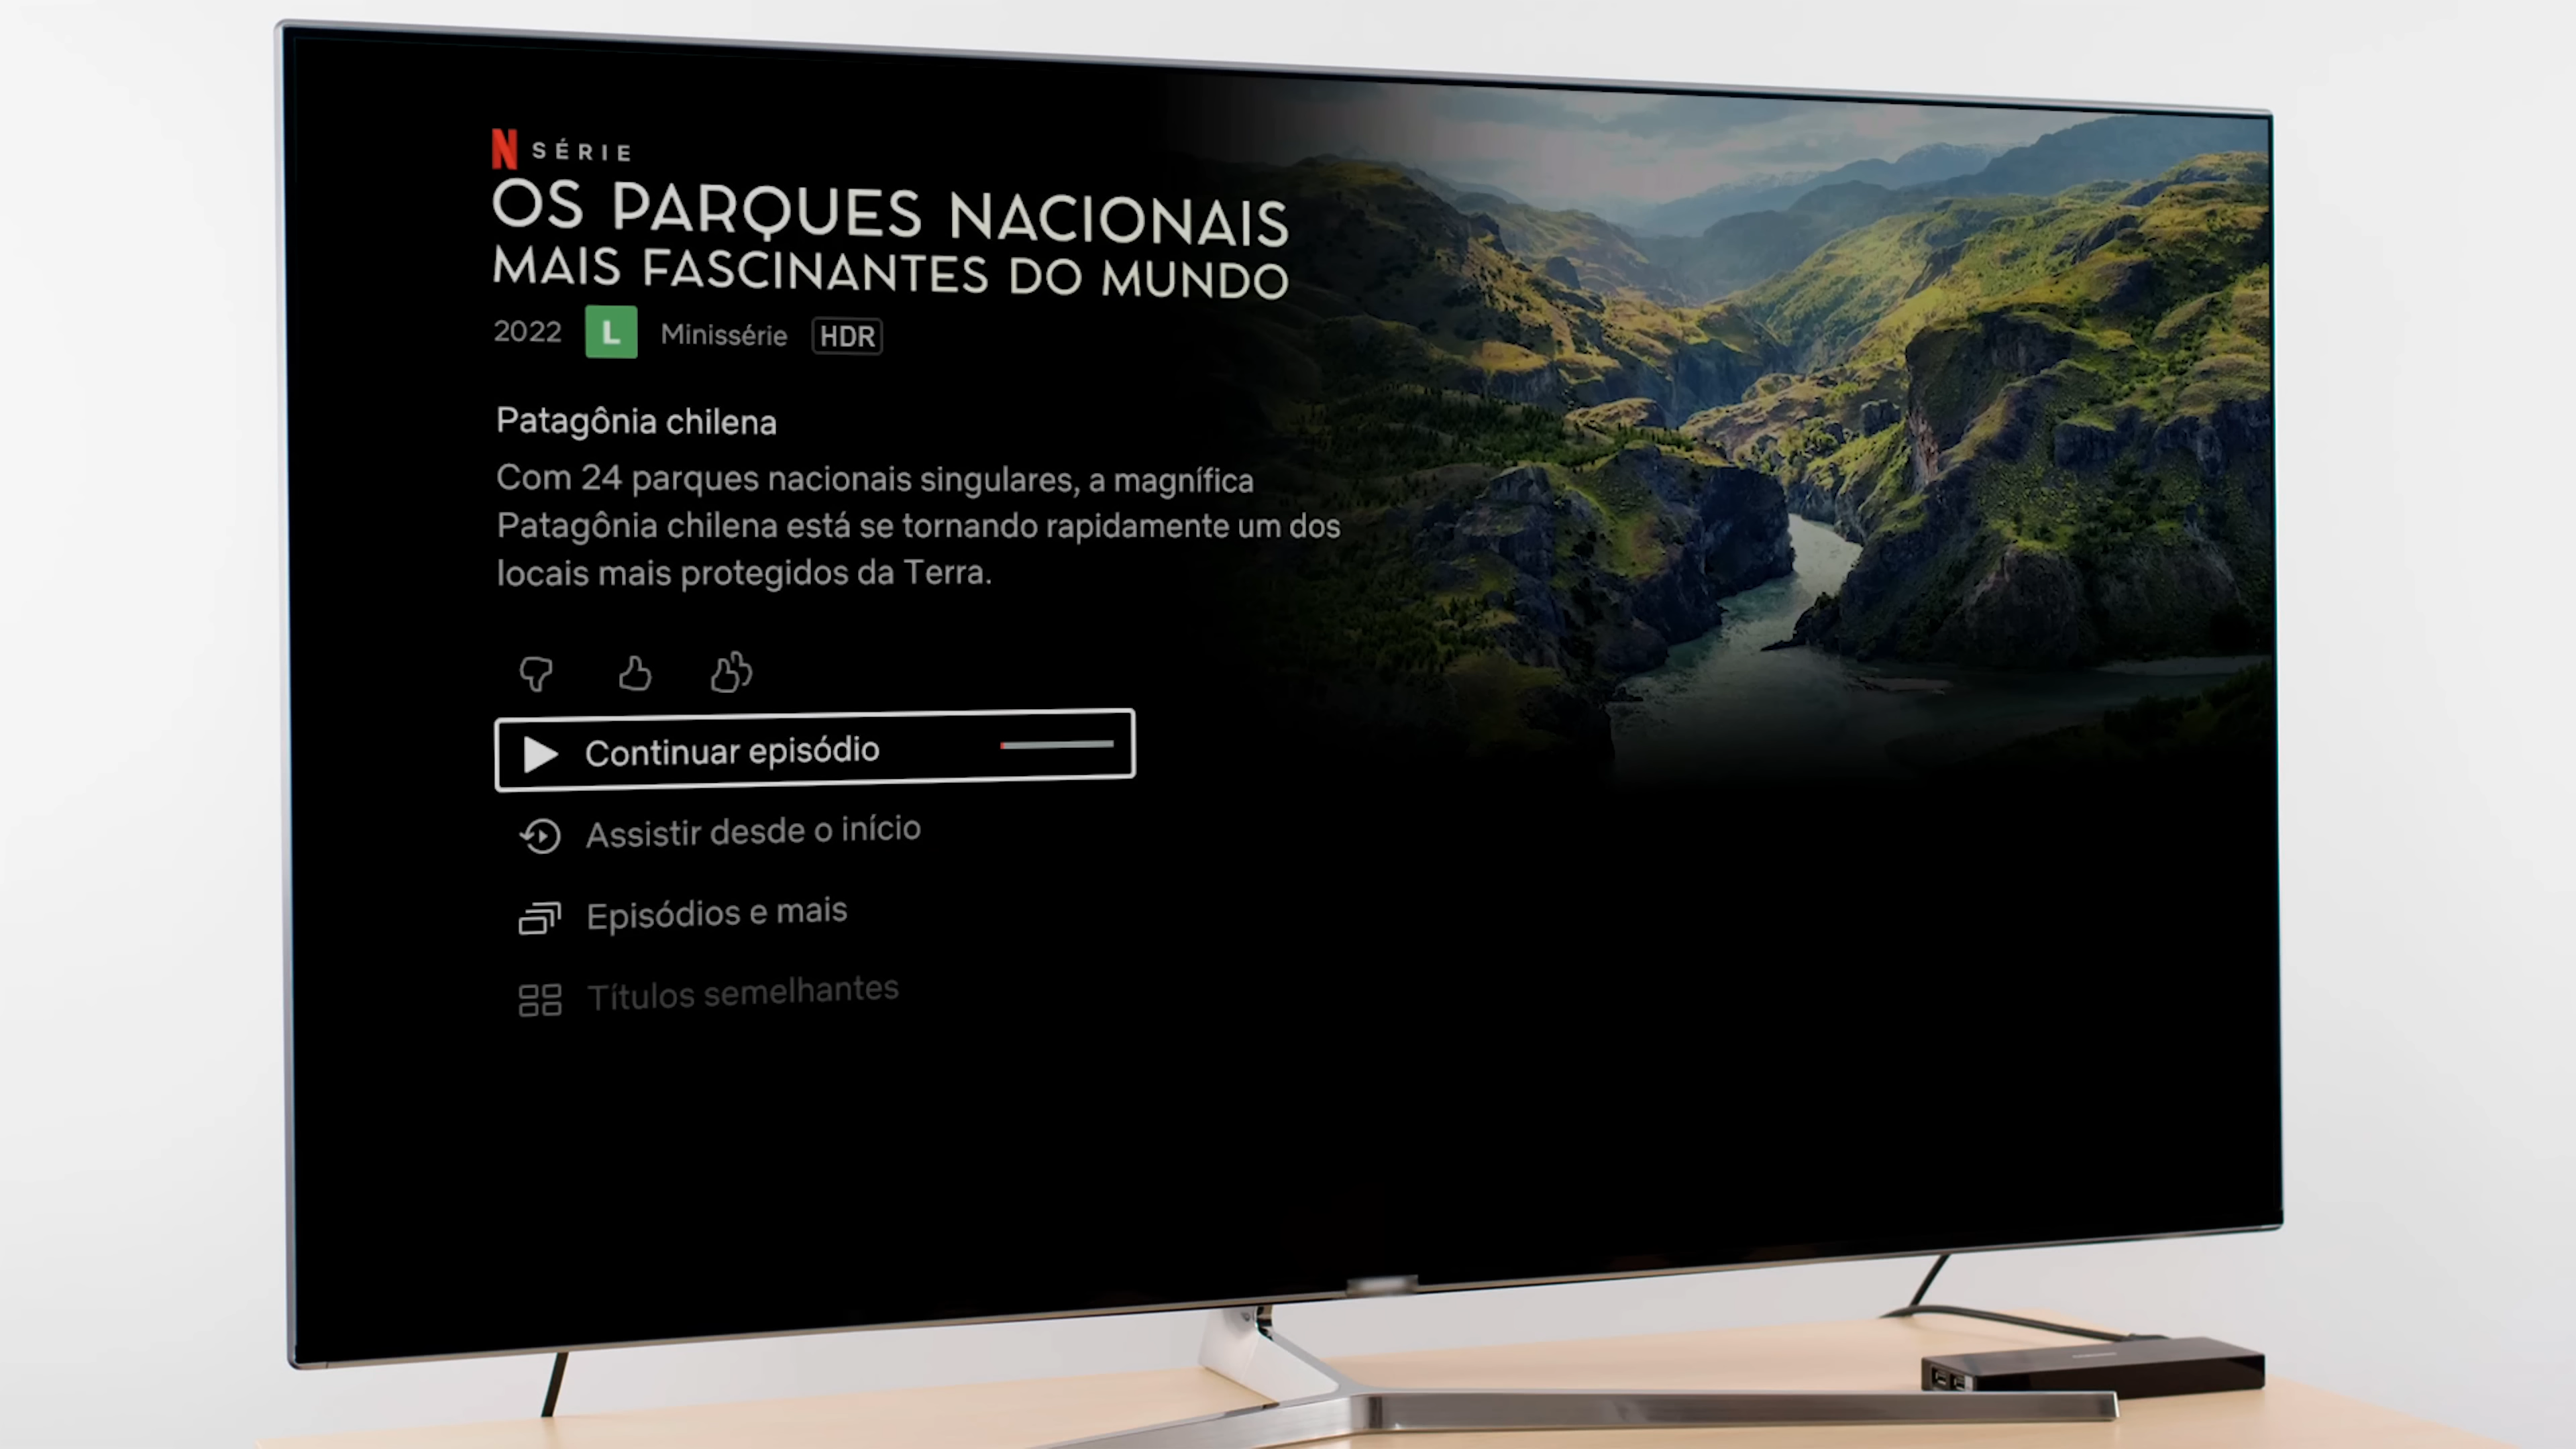 N SÉRIE
OS PARQUES NACIONAIS
MAIS FASCINANTES DO MUNDO
2022 L Minissérie HDR
Patagônia chilena
Com 24 parques nacionais singulares, a magnífica
Patagônia chilena está se tornando rapidamente um dos
locais mais protegidos da Terra.
Continuar episódio
Assistir desde o início
Episódios e mais
Títulos semelhantes